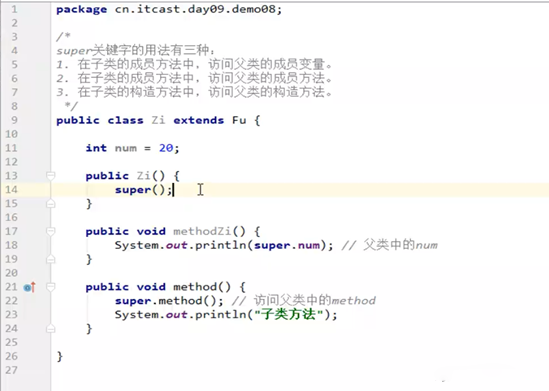 1 package cn.itcast.day09.demo08;
2
3 /*
4 super关键字的用法有三种：
5 1. 在子类的成员方法中，访问父类的成员变量。
6 2. 在子类的成员方法中，访问父类的成员方法。
7 3. 在子类的构造方法中，访问父类的构造方法。
8 */
9 public class Zi extends Fu {
10
11 int num = 20;
12
13 public Zi() {
14 super();
15 }
16
17 public void methodZi() {
18 System.out.println(super.num); // 父类中的num
19 }
20
21 public void method() {
22 super.method(); // 访问父类中的method
23 System.out.println("子类方法");
24 }
25
26 }
27